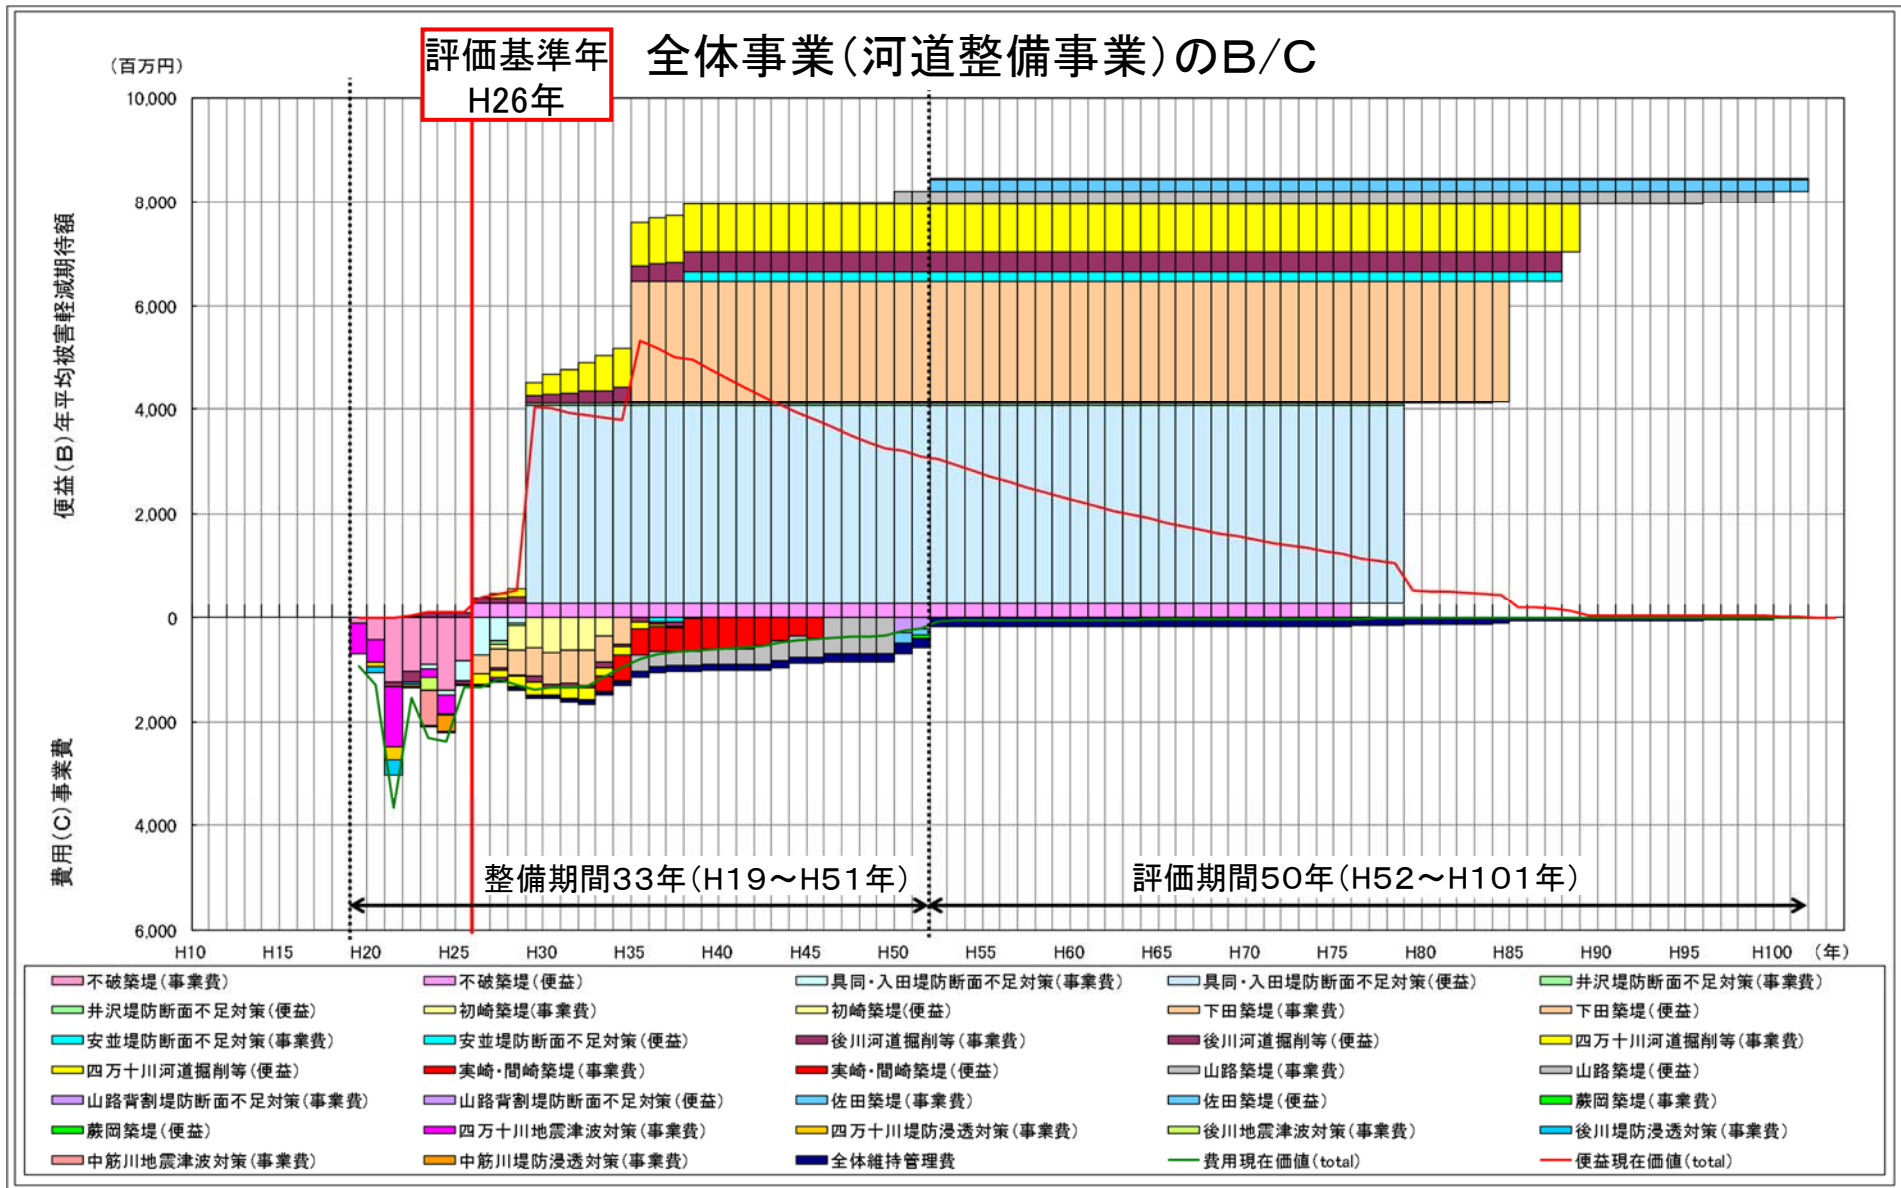 評価基準年
H26年
全体事業(河道整備事業)のB/C
(百万円)
10,000
8,000
6,000
4,000
2,000
0
2,000
4,000
6,000
便益(B)年平均被害軽減期待額
費用(C)事業費
整備期間33年(H19～H51年)
評価期間50年(H52～H101年)
H10 H15 H20 H25 H30 H35 H40 H45 H50 H55 H60 H65 H70 H75 H80 H85 H90 H95 H100 (年)
不破築堤(事業費) 不破築堤(便益) 具同・入田堤防断面不足対策(事業費) 具同・入田堤防断面不足対策(便益) 井沢堤防断面不足対策(事業費)
井沢堤防断面不足対策(便益) 初崎築堤(事業費) 初崎築堤(便益) 下田築堤(事業費) 下田築堤(便益)
安並堤防断面不足対策(事業費) 安並堤防断面不足対策(便益) 後川河道掘削等(事業費) 後川河道掘削等(便益) 四万十川河道掘削等(事業費)
四万十川河道掘削等(便益) 実崎・間崎築堤(事業費) 実崎・間崎築堤(便益) 山路築堤(事業費) 山路築堤(便益)
山路背割堤防断面不足対策(事業費) 山路背割堤防断面不足対策(便益) 佐田築堤(事業費) 佐田築堤(便益) 蕨岡築堤(事業費)
蕨岡築堤(便益) 四万十川地震津波対策(事業費) 四万十川堤防浸透対策(事業費) 後川地震津波対策(事業費) 後川堤防浸透対策(事業費)
中筋川地震津波対策(事業費) 中筋川堤防浸透対策(事業費) 全体維持管理費 費用現在価値(total) 便益現在価値(total)